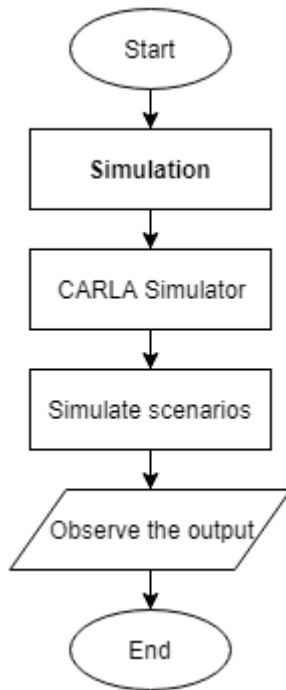 Start
Simulation
CARLA Simulator
Simulate scenarios
Observe the output
End